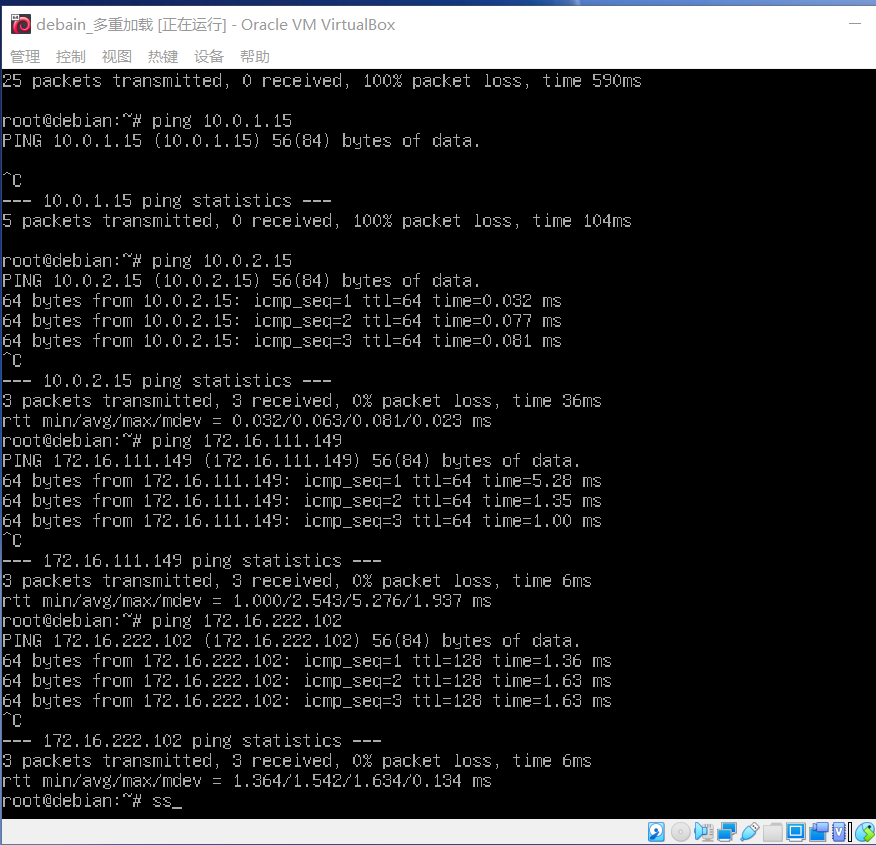 debain_多重加载 [正在运行] - Oracle VM VirtualBox
管理 控制 视图 热键 设备 帮助
25 packets transmitted, 0 received, 100% packet loss, time 590ms
root@debian:~# ping 10.0.1.15
PING 10.0.1.15 (10.0.1.15) 56(84) bytes of data.
^C
--- 10.0.1.15 ping statistics ---
5 packets transmitted, 0 received, 100% packet loss, time 104ms
root@debian:~# ping 10.0.2.15
PING 10.0.2.15 (10.0.2.15) 56(84) bytes of data.
64 bytes from 10.0.2.15: icmp_seq=1 ttl=64 time=0.032 ms
64 bytes from 10.0.2.15: icmp_seq=2 ttl=64 time=0.077 ms
64 bytes from 10.0.2.15: icmp_seq=3 ttl=64 time=0.081 ms
^C
--- 10.0.2.15 ping statistics ---
3 packets transmitted, 3 received, 0% packet loss, time 36ms
rtt min/avg/max/mdev = 0.032/0.063/0.081/0.023 ms
root@debian:~# ping 172.16.111.149
PING 172.16.111.149 (172.16.111.149) 56(84) bytes of data.
64 bytes from 172.16.111.149: icmp_seq=1 ttl=64 time=5.28 ms
64 bytes from 172.16.111.149: icmp_seq=2 ttl=64 time=1.35 ms
64 bytes from 172.16.111.149: icmp_seq=3 ttl=64 time=1.00 ms
^C
--- 172.16.111.149 ping statistics ---
3 packets transmitted, 3 received, 0% packet loss, time 6ms
rtt min/avg/max/mdev = 1.000/2.543/5.276/1.937 ms
root@debian:~# ping 172.16.222.102
PING 172.16.222.102 (172.16.222.102) 56(84) bytes of data.
64 bytes from 172.16.222.102: icmp_seq=1 ttl=128 time=1.36 ms
64 bytes from 172.16.222.102: icmp_seq=2 ttl=128 time=1.63 ms
64 bytes from 172.16.222.102: icmp_seq=3 ttl=128 time=1.63 ms
^C
--- 172.16.222.102 ping statistics ---
3 packets transmitted, 3 received, 0% packet loss, time 6ms
rtt min/avg/max/mdev = 1.364/1.542/1.634/0.134 ms
root@debian:~# ss_